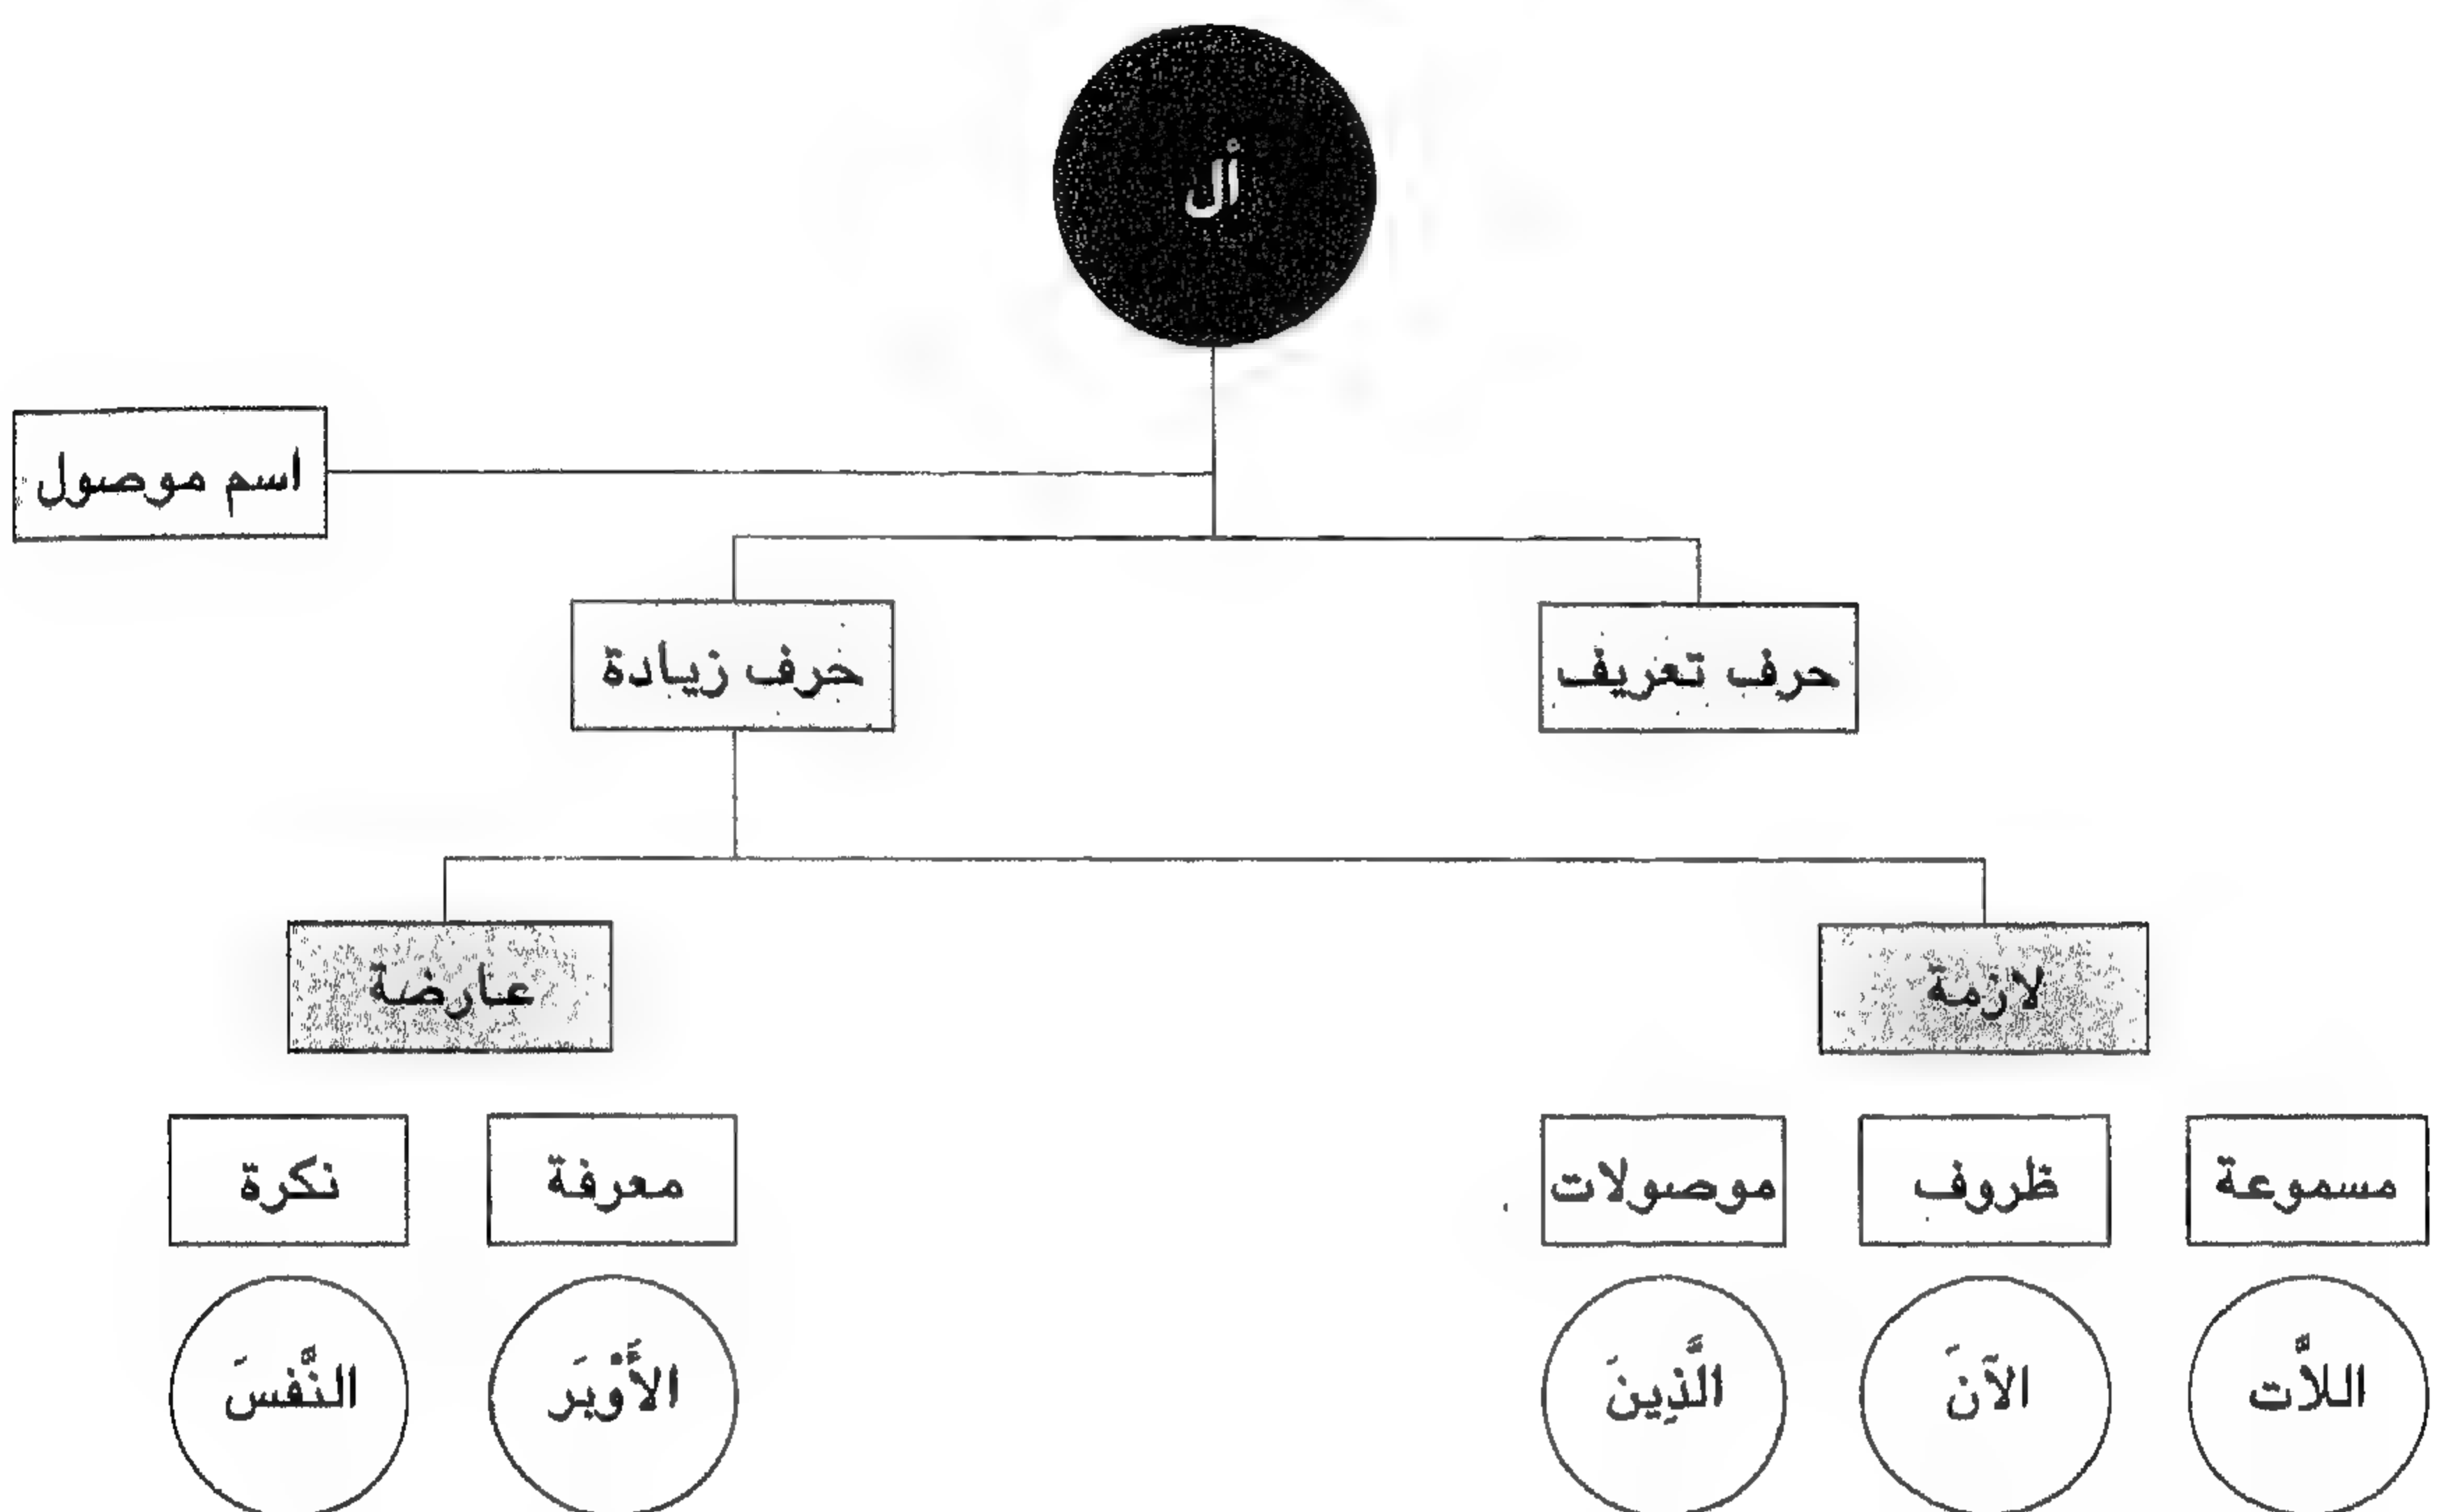 أل
اسم موصول
حرف تعريف
حرف زيادة
لازمة
عارضة
مسموعة
ظروف
موصولات
معرفة
نكرة
اللاَّت
الآنَ
الَّذِينَ
الأَوْبَر
النَّفسَ